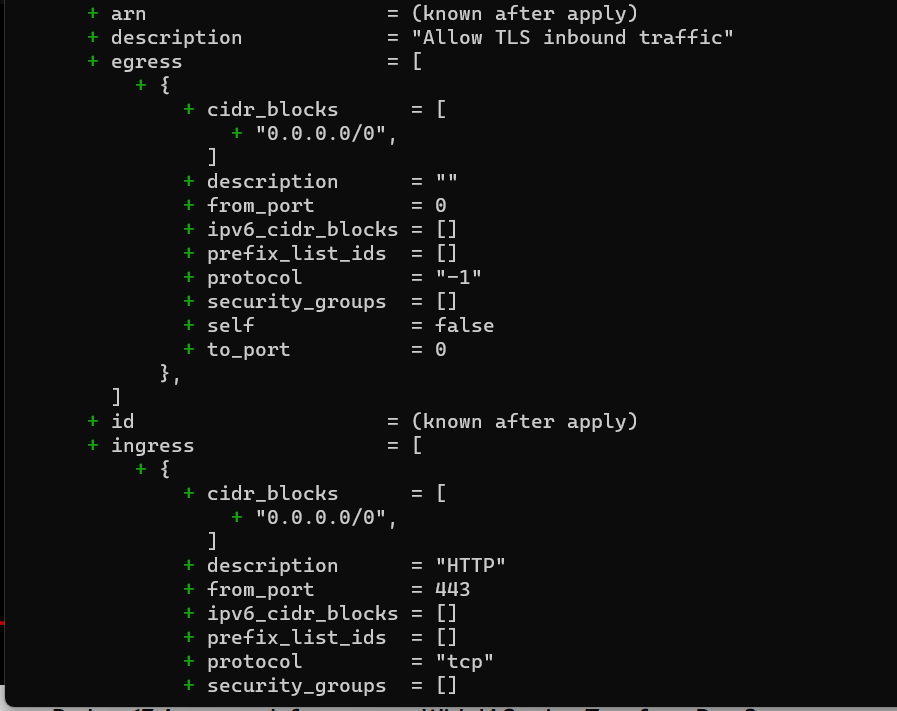 + arn = (known after apply)
+ description = "Allow TLS inbound traffic"
+ egress = [
+ {
+ cidr_blocks = [
+ "0.0.0.0/0",
]
+ description = ""
+ from_port = 0
+ ipv6_cidr_blocks = []
+ prefix_list_ids = []
+ protocol = "-1"
+ security_groups = []
+ self = false
+ to_port = 0
},
]
+ id = (known after apply)
+ ingress = [
+ {
+ cidr_blocks = [
+ "0.0.0.0/0",
]
+ description = "HTTP"
+ from_port = 443
+ ipv6_cidr_blocks = []
+ prefix_list_ids = []
+ protocol = "tcp"
+ security_groups = []